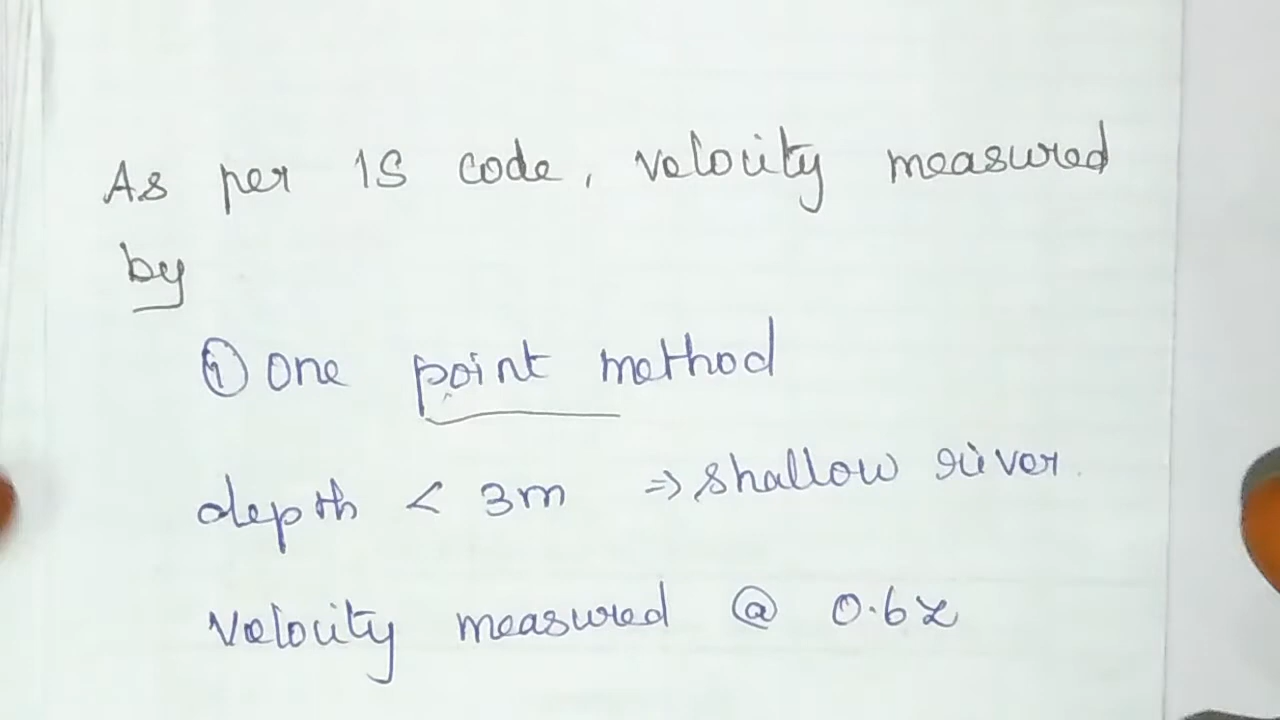 As per IS code, velocity measured
by
① One point method
depth < 3m ⇒ shallow river
Velocity measured @ 0.6z